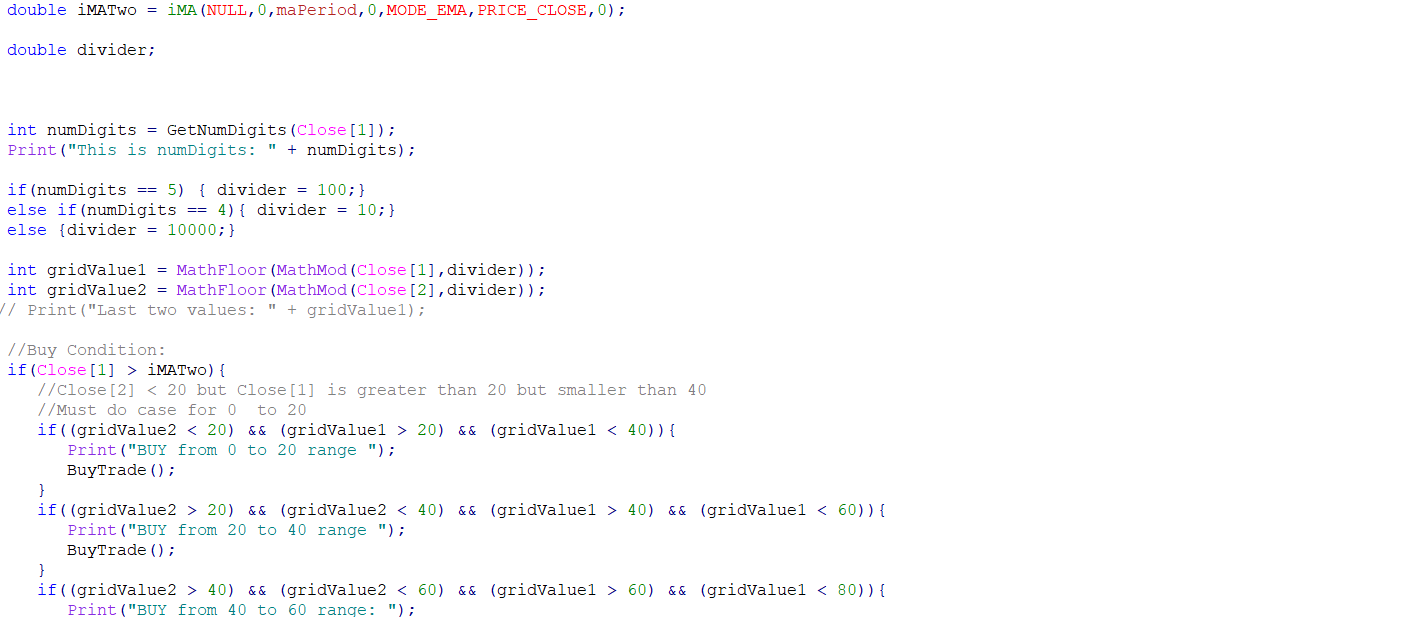 double iMATwo = iMA(NULL,0,maPeriod,0,MODE_EMA,PRICE_CLOSE,0);
double divider;
int numDigits = GetNumDigits(Close[1]);
Print("This is numDigits: " + numDigits);
if(numDigits == 5) { divider = 100;}
else if(numDigits == 4){ divider = 10;}
else {divider = 10000;}
int gridValue1 = MathFloor(MathMod(Close[1],divider));
int gridValue2 = MathFloor(MathMod(Close[2],divider));
// Print("Last two values: " + gridValue1);
//Buy Condition:
if(Close[1] > iMATwo){
//Close[2] < 20 but Close[1] is greater than 20 but smaller than 40
//Must do case for 0  to 20
if((gridValue2 < 20) && (gridValue1 > 20) && (gridValue1 < 40)){
Print("BUY from 0 to 20 range ");
BuyTrade();
}
if((gridValue2 > 20) && (gridValue2 < 40) && (gridValue1 > 40) && (gridValue1 < 60)){
Print("BUY from 20 to 40 range ");
BuyTrade();
}
if((gridValue2 > 40) && (gridValue2 < 60) && (gridValue1 > 60) && (gridValue1 < 80)){
Print("BUY from 40 to 60 range: ");